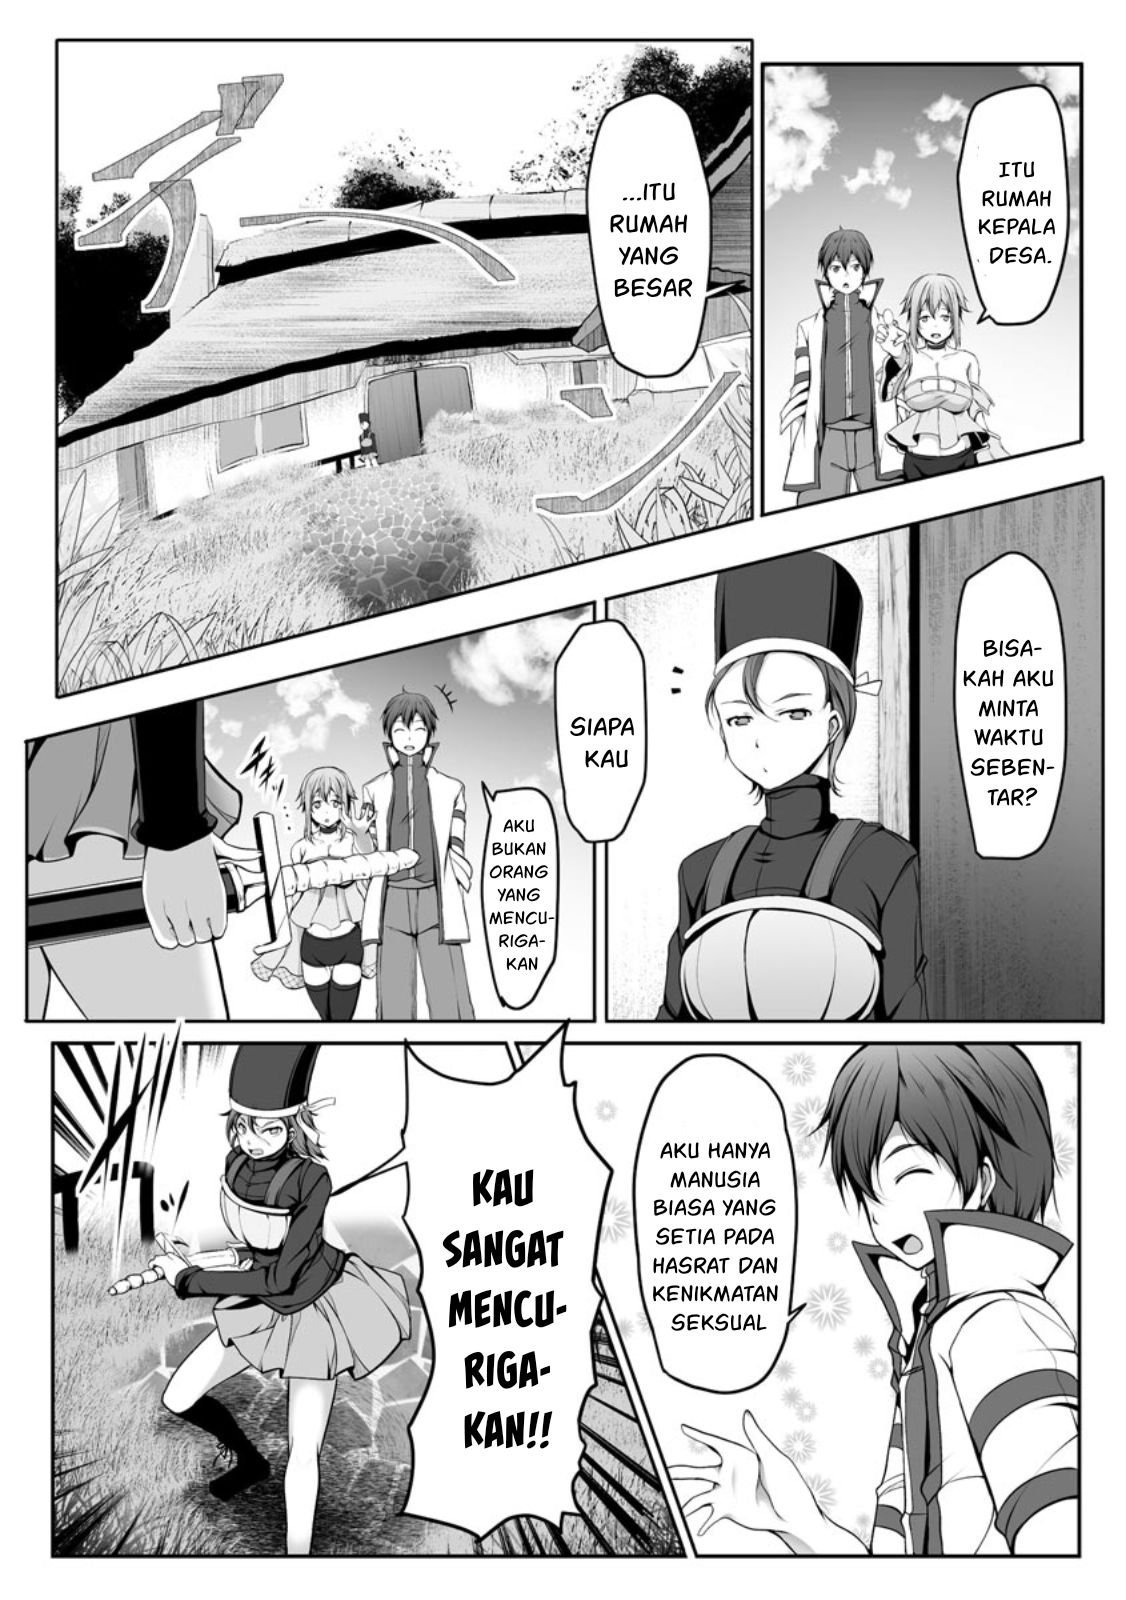 ITU
RUMAH
KEPALA
DESA.
...ITU
RUMAH
YANG
BESAR
BISA-
KAH AKU
MINTA
WAKTU
SEBEN-
TAR?
SIAPA
KAU
AKU
BUKAN
ORANG
YANG
MENCU-
RIGA-
KAN
AKU HANYA
MANUSIA
BIASA YANG
SETIA PADA
HASRAT DAN
KENIKMATAN
SEKSUAL
KAU
SANGAT
MENCU-
RIGA-
KAN!!